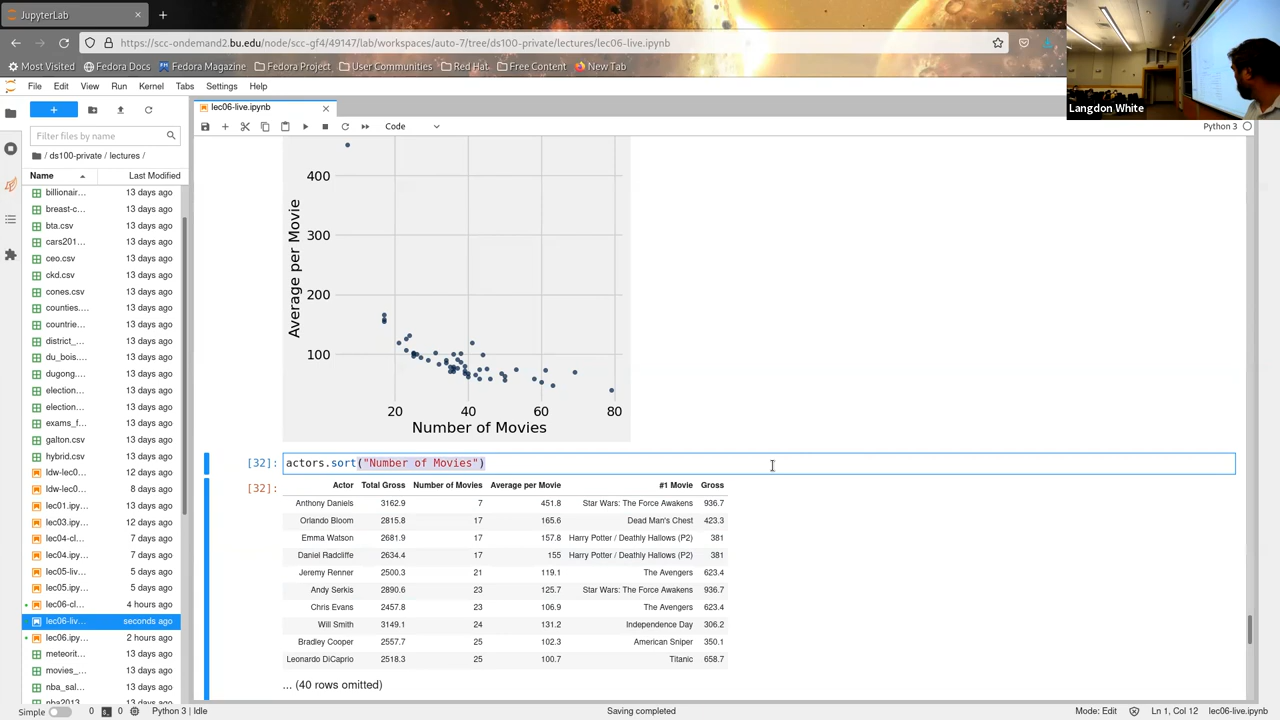 JupyterLab
https://scc-ondemand2.bu.edu/node/scc-gf4/49147/lab/workspaces/auto-7/tree/ds100-private/lectures/lec06-live.ipynb
Most Visited Fedora Docs Fedora Magazine Fedora Project User Communities Red Hat Free Content New Tab
Langdon White
File Edit View Run Kernel Tabs Settings Help
lec06-live.ipynb
Code
Python 3
Filter files by name
/ ds100-private / lectures /
Name Last Modified
billionair... 13 days ago
breast-c... 13 days ago
bta.csv 13 days ago
cars201... 13 days ago
ceo.csv 13 days ago
ckd.csv 13 days ago
cones.csv 13 days ago
counties.... 13 days ago
countrie... 13 days ago
district_... 13 days ago
du_bois.... 13 days ago
dugong.... 13 days ago
election... 13 days ago
election... 13 days ago
exams_f... 13 days ago
galton.csv 13 days ago
hybrid.csv 13 days ago
ldw-lec0... 12 days ago
ldw-lec0... 8 days ago
lec01.ipy... 13 days ago
lec03.ipy... 12 days ago
lec04-cl... 7 days ago
lec04.ipy... 7 days ago
lec05-liv... 5 days ago
lec05.ipy... 5 days ago
lec06-cl... 4 hours ago
lec06-liv... seconds ago
lec06.ipy... 2 hours ago
meteorit... 13 days ago
movies_... 13 days ago
nba_sal... 13 days ago
nba2013... 13 days ago
400
300
200
100
Average per Movie
20 40 60 80
Number of Movies
[32]: actors.sort("Number of Movies")
[32]: Actor Total Gross Number of Movies Average per Movie #1 Movie Gross
Anthony Daniels 3162.9 7 451.8 Star Wars: The Force Awakens 936.7
Orlando Bloom 2815.8 17 165.6 Dead Man's Chest 423.3
Emma Watson 2681.9 17 157.8 Harry Potter / Deathly Hallows (P2) 381
Daniel Radcliffe 2634.4 17 155 Harry Potter / Deathly Hallows (P2) 381
Jeremy Renner 2500.3 21 119.1 The Avengers 623.4
Andy Serkis 2890.6 23 125.7 Star Wars: The Force Awakens 936.7
Chris Evans 2457.8 23 106.9 The Avengers 623.4
Will Smith 3149.1 24 131.2 Independence Day 306.2
Bradley Cooper 2557.7 25 102.3 American Sniper 350.1
Leonardo DiCaprio 2518.3 25 100.7 Titanic 658.7
... (40 rows omitted)
Simple 0 0 Python 3 | Idle Saving completed Mode: Edit Ln 1, Col 12 lec06-live.ipynb